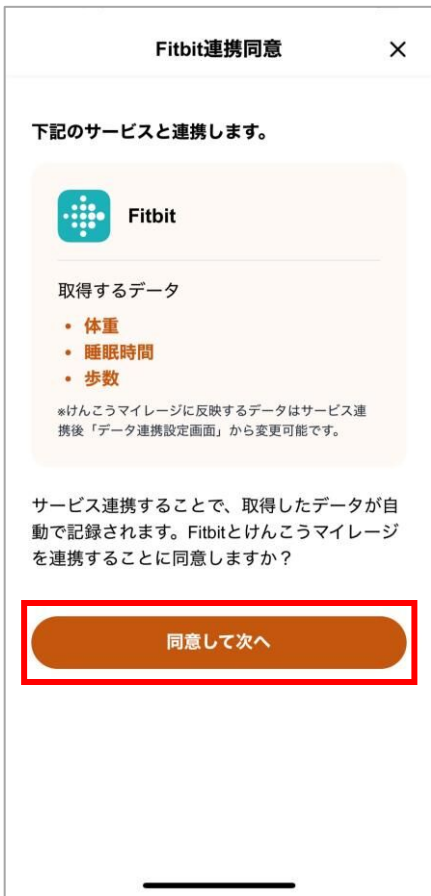 Fitbit連携同意
下記のサービスと連携します。
Fitbit
取得するデータ
• 体重
• 睡眠時間
• 歩数
*けんこうマイレージに反映するデータはサービス連
携後「データ連携設定画面」から変更可能です。
サービス連携することで、取得したデータが自
動で記録されます。Fitbitとけんこうマイレージ
を連携することに同意しますか？
同意して次へ